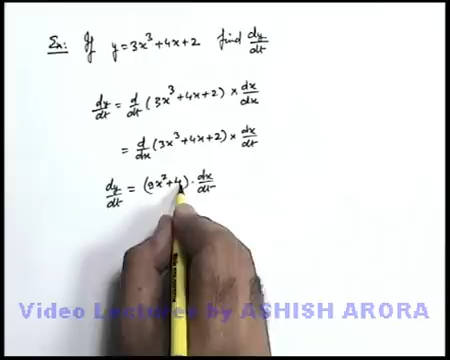 Ex: If y = 3x³ + 4x + 2 find dy/dt
dy/dt = d/dt (3x³ + 4x + 2) × dx/dx
= d/dx (3x³ + 4x + 2) × dx/dt
dy/dt = (9x² + 4) · dx/dt
Video Lectures by ASHISH ARORA